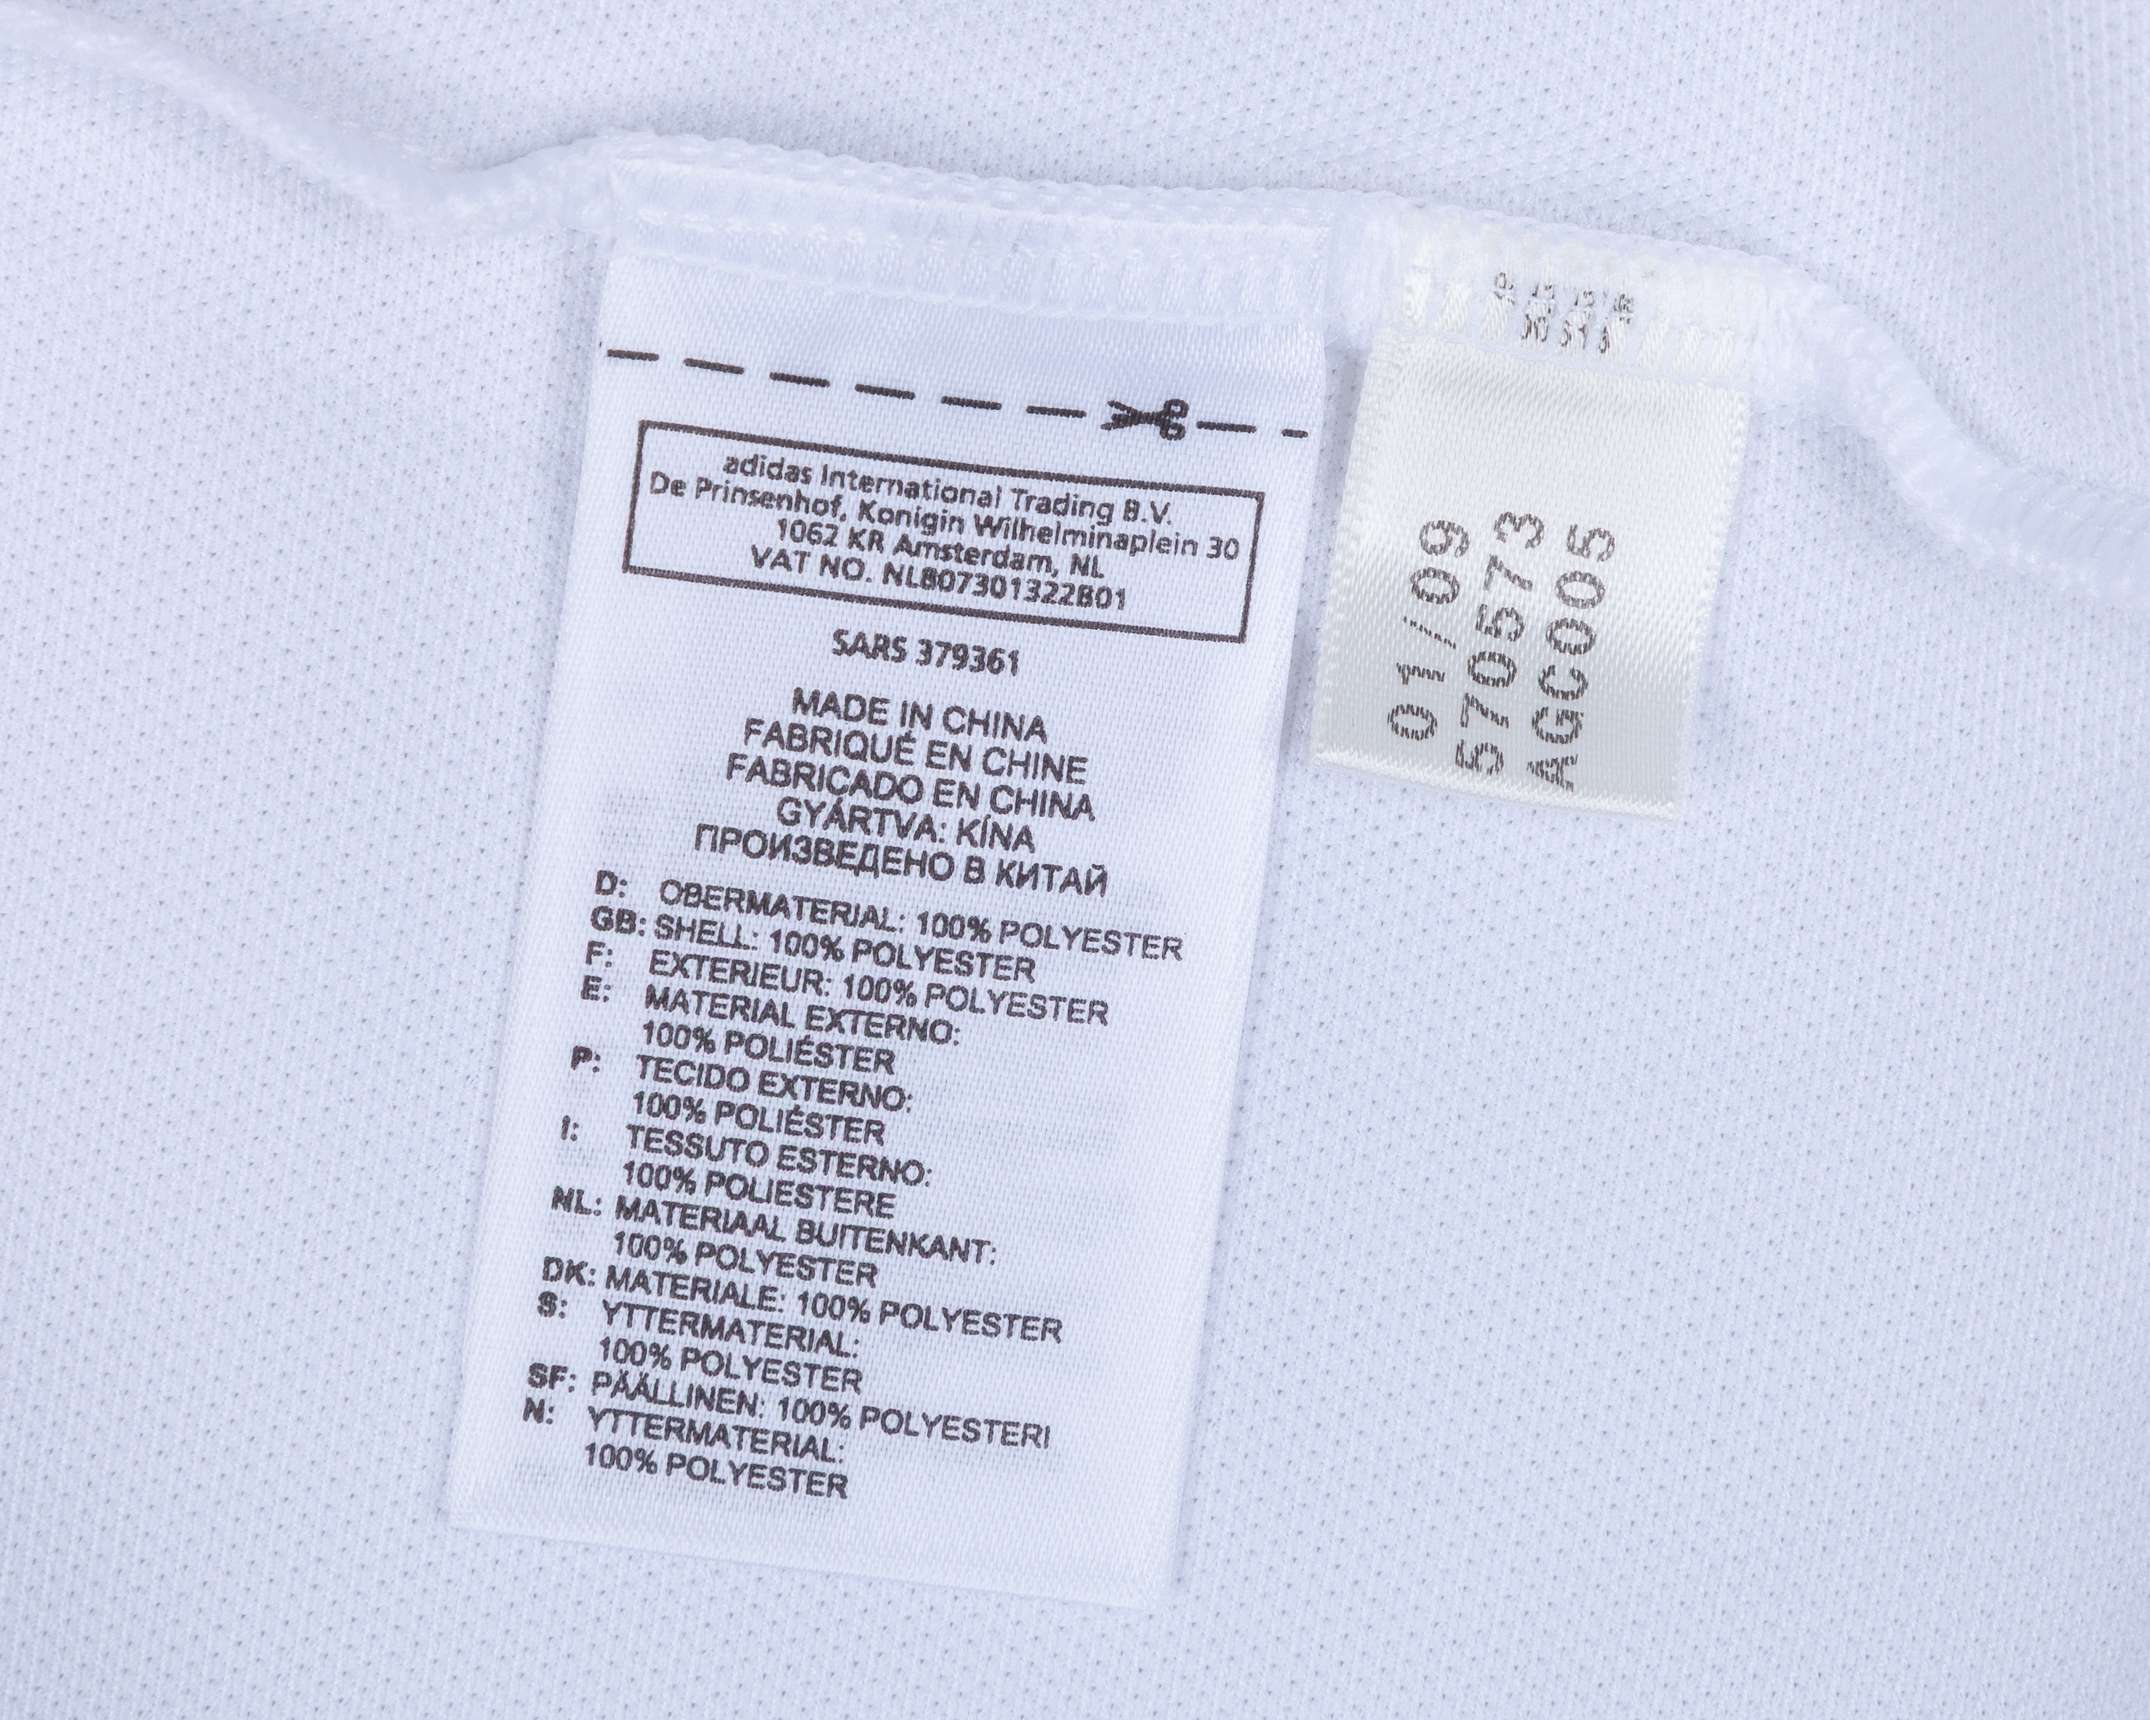 adidas International Trading B.V.
De Prinsenhof, Konigin Wilhelminaplein 30
1062 KR Amsterdam, NL
VAT NO. NL807301322B01
SARS 379361
MADE IN CHINA
FABRIQUÉ EN CHINE
FABRICADO EN CHINA
GYÁRTVA: KÍNA
ПРОИЗВЕДЕНО В КИТАЙ
D: OBERMATERIAL: 100% POLYESTER
GB: SHELL: 100% POLYESTER
F: EXTERIEUR: 100% POLYESTER
E: MATERIAL EXTERNO:
100% POLIÉSTER
P: TECIDO EXTERNO:
100% POLIÉSTER
I: TESSUTO ESTERNO:
100% POLIESTERE
NL: MATERIAAL BUITENKANT:
100% POLYESTER
DK: MATERIALE: 100% POLYESTER
S: YTTERMATERIAL:
100% POLYESTER
SF: PÄÄLLINEN: 100% POLYESTERI
N: YTTERMATERIAL:
100% POLYESTER
01/09
570573
AGC005